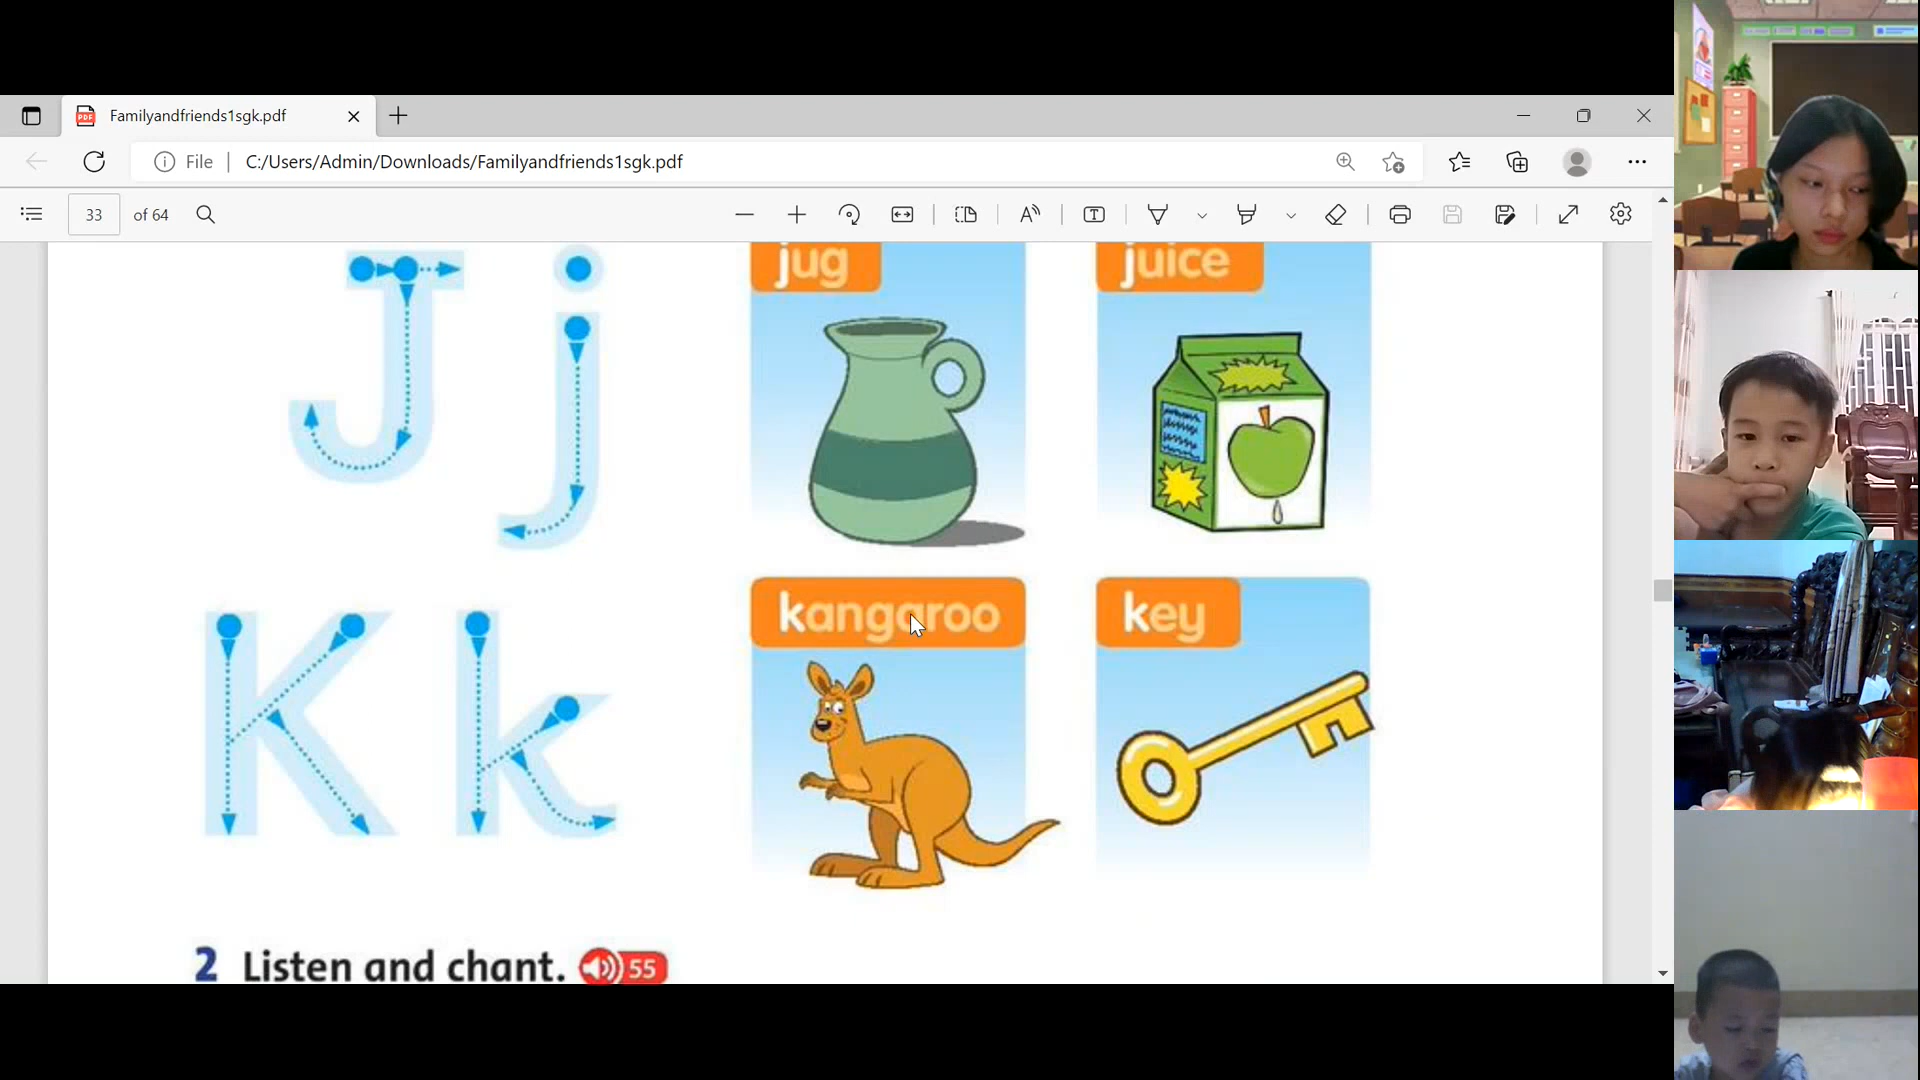 Familyandfriends1sgk.pdf
File | C:/Users/Admin/Downloads/Familyandfriends1sgk.pdf
33 of 64
J j
jug
juice
K k
kangaroo
key
2 Listen and chant. 55